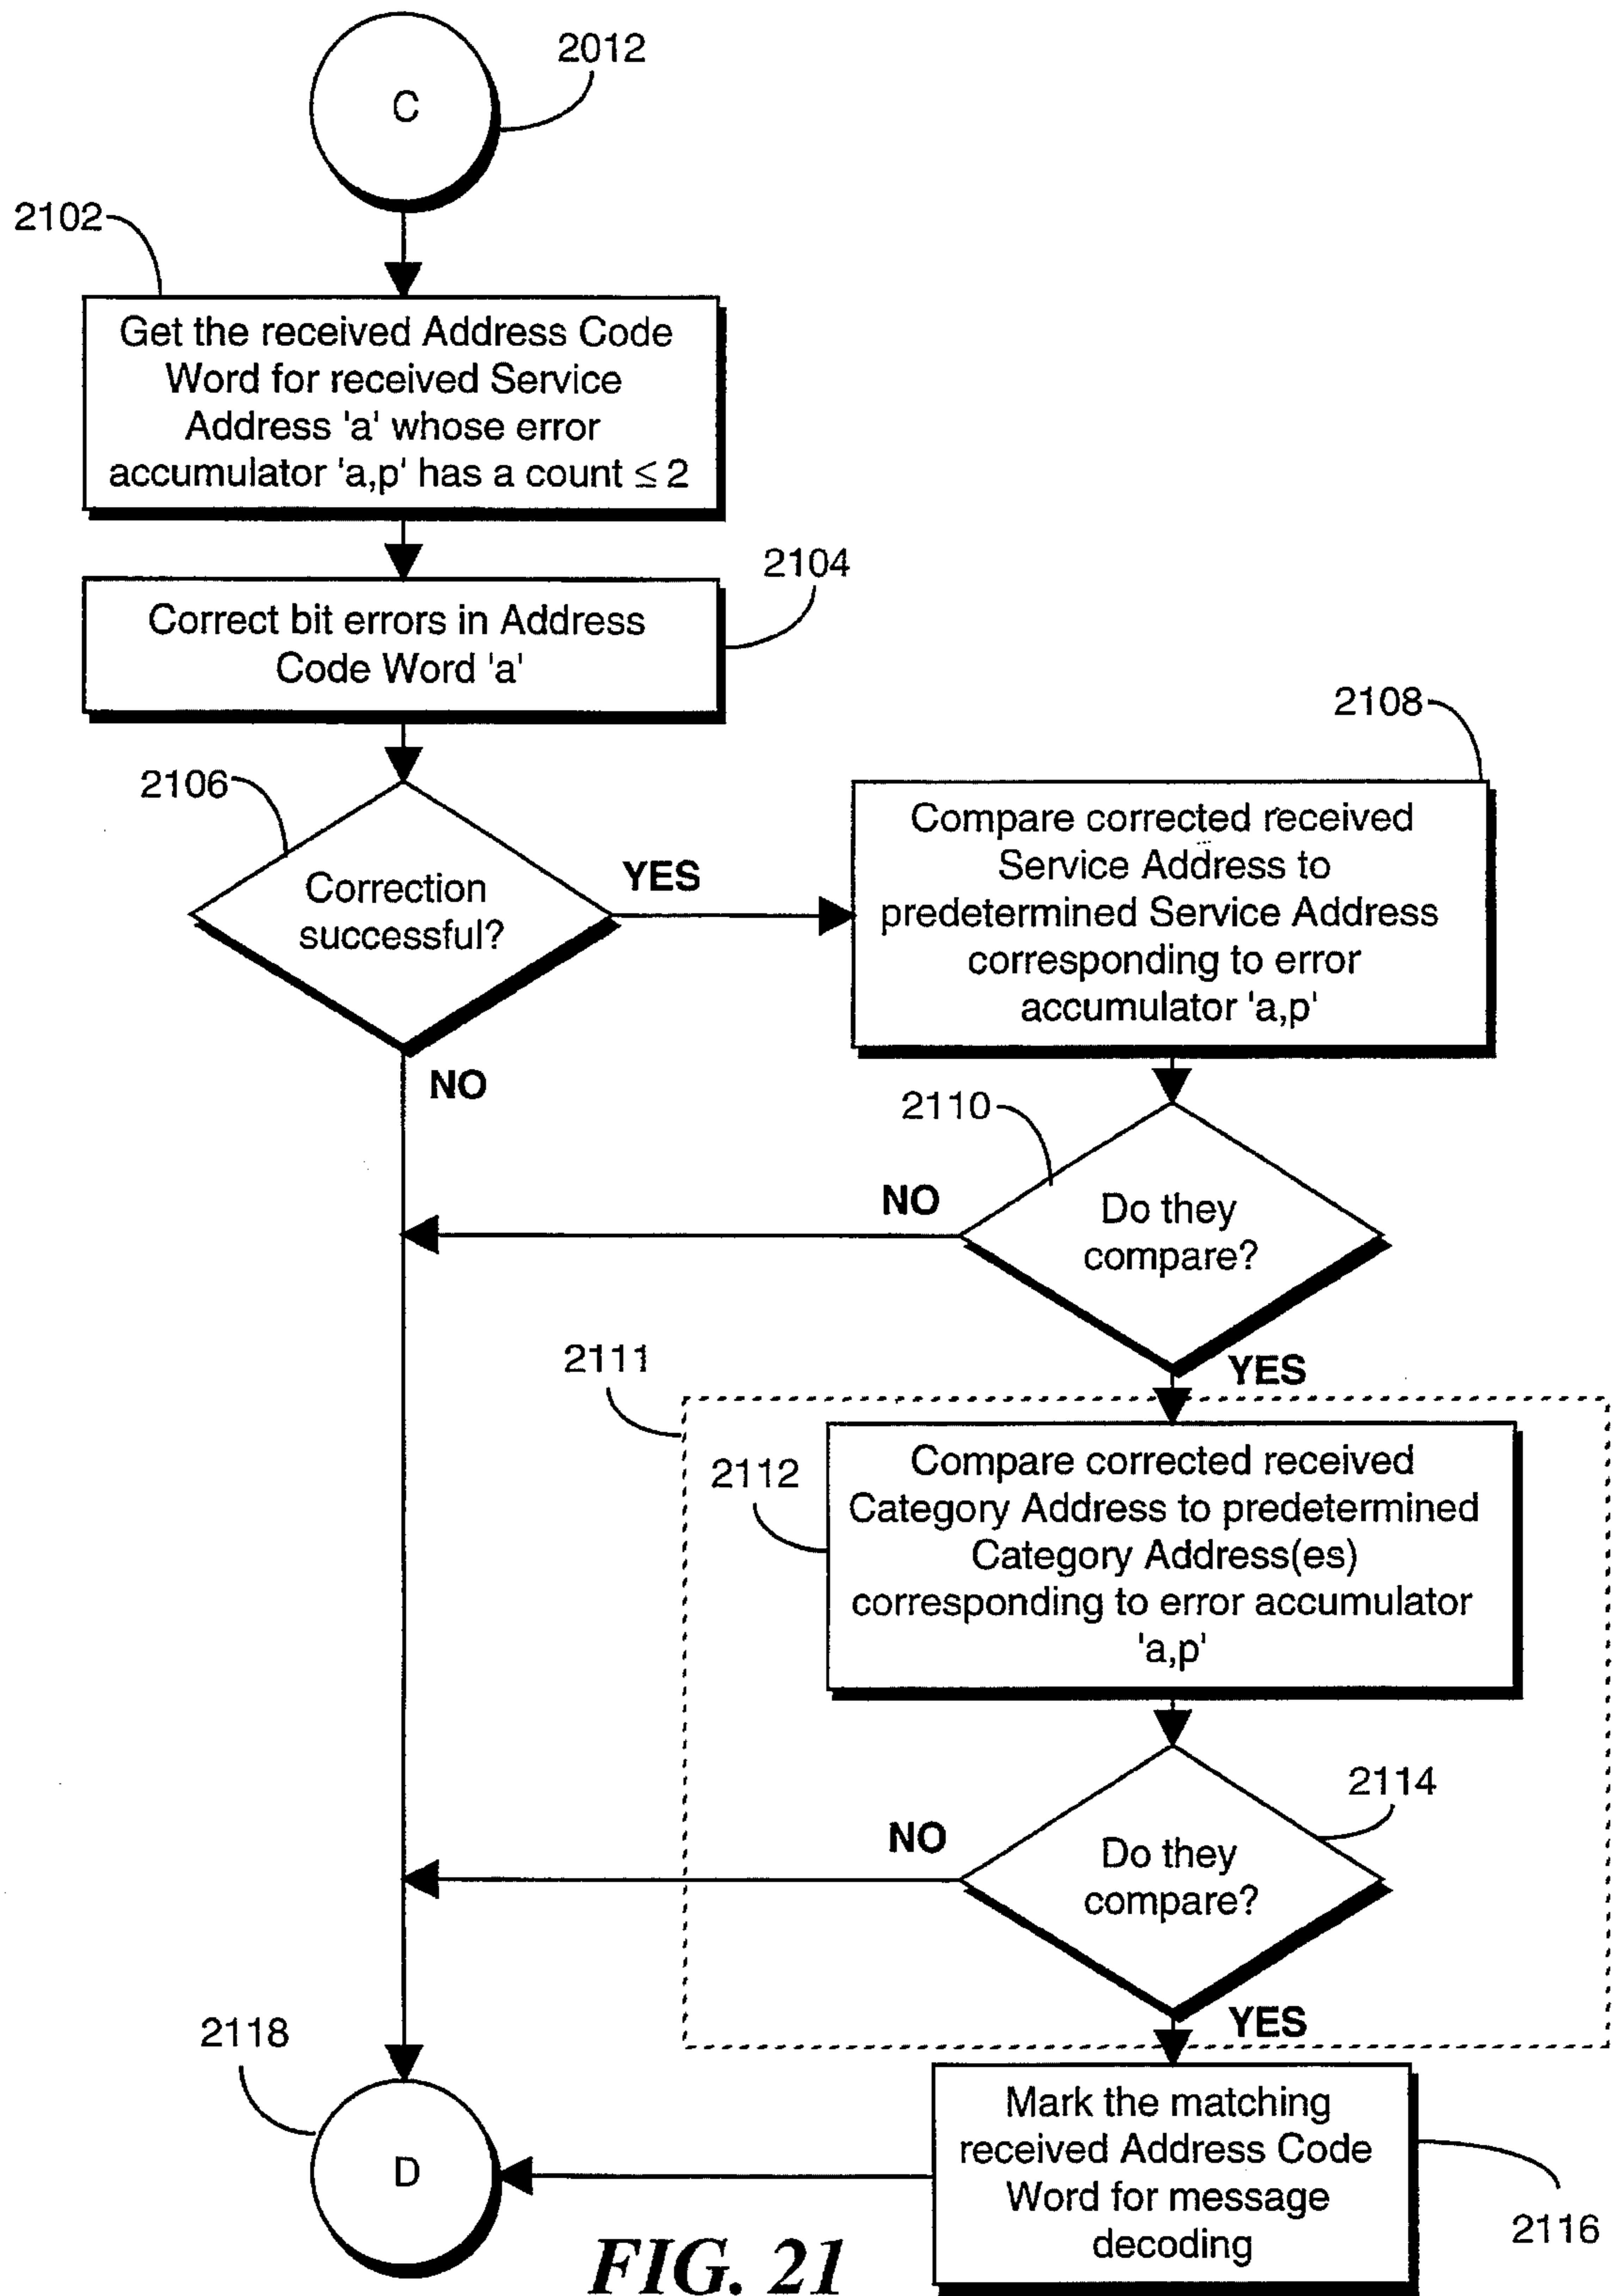 2012
C
2102
Get the received Address Code
Word for received Service
Address 'a' whose error
accumulator 'a,p' has a count ≤ 2
2104
Correct bit errors in Address
Code Word 'a'
2106
Correction
successful?
YES
NO
2108
Compare corrected received
Service Address to
predetermined Service Address
corresponding to error
accumulator 'a,p'
2110
Do they
compare?
NO
YES
2111
2112
Compare corrected received
Category Address to predetermined
Category Address(es)
corresponding to error accumulator
'a,p'
2114
Do they
compare?
NO
YES
2116
Mark the matching
received Address Code
Word for message
decoding
2118
D
FIG. 21